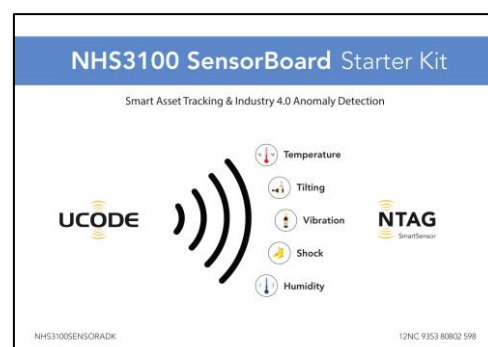 NHS3100 SensorBoard Starter Kit
Smart Asset Tracking & Industry 4.0 Anomaly Detection
Temperature
Tilting
UCODE
Vibration
NTAG
SmartSensor
Shock
Humidity
NHS3100SENSORADK
12NC 9353 80802 598